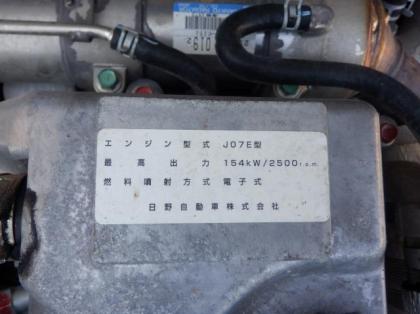 エンジン型式 J07E型
最高出力 154kW/2500r.p.m.
燃料噴射方式 電子式
日野自動車株式会社